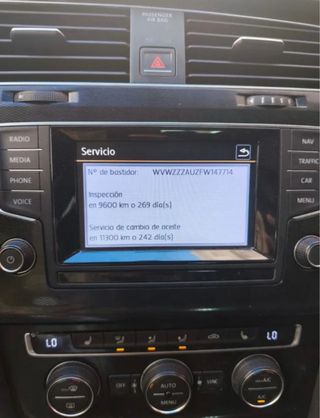 PASSENGER
AIR BAG
RADIO
MEDIA
PHONE
VOICE
NAV
TRAFFIC
CAR
MENU
Servicio
Nº de bastidor: WVWZZZAUZFW147714
Inspección
en 9600 km o 269 día(s)
Servicio de cambio de aceite
en 11300 km o 242 día(s)
LO
LO
OFF
AUTO
MENU
SYNC
A/C